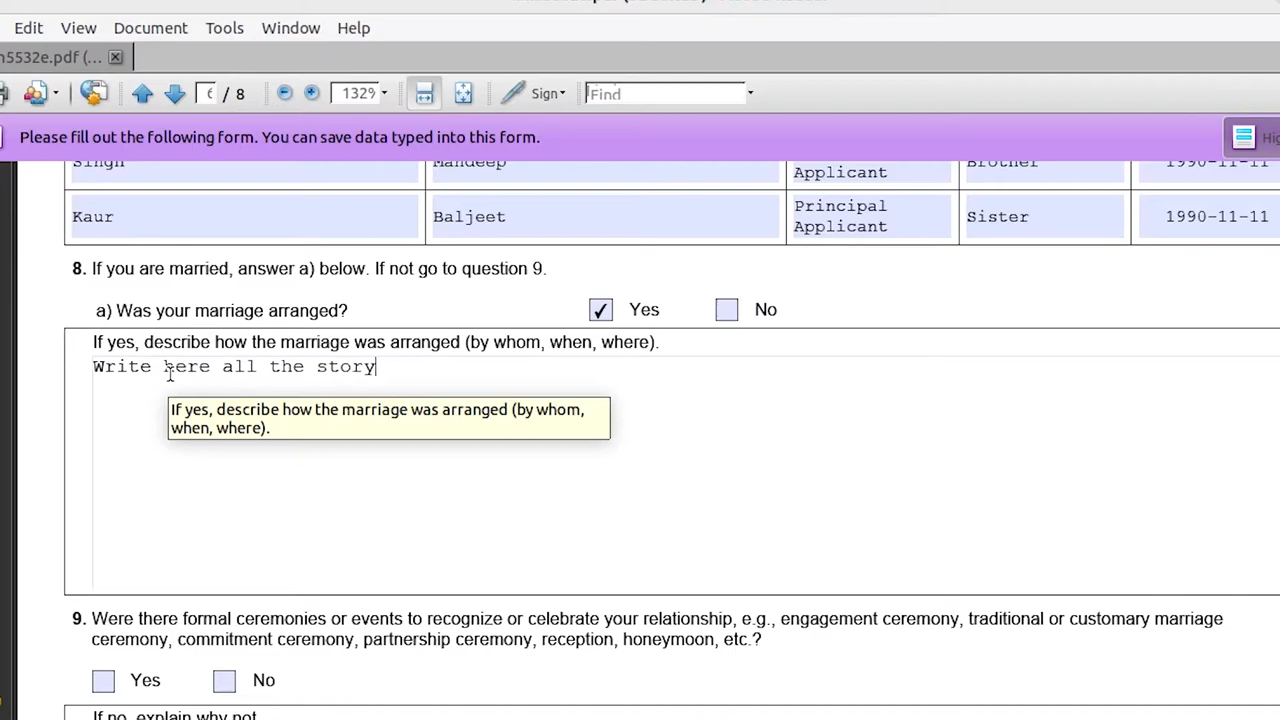 Edit View Document Tools Window Help
n5532e.pdf (...
6 / 8 132% Sign Find
Please fill out the following form. You can save data typed into this form. Hig
Singh Mandeep Applicant Brother 1990-11-11
Kaur Baljeet Principal Applicant Sister 1990-11-11
8. If you are married, answer a) below. If not go to question 9.
a) Was your marriage arranged? Yes No
If yes, describe how the marriage was arranged (by whom, when, where).
Write here all the story
If yes, describe how the marriage was arranged (by whom,
when, where).
9. Were there formal ceremonies or events to recognize or celebrate your relationship, e.g., engagement ceremony, traditional or customary marriage
ceremony, commitment ceremony, partnership ceremony, reception, honeymoon, etc.?
Yes No
If no, explain why not